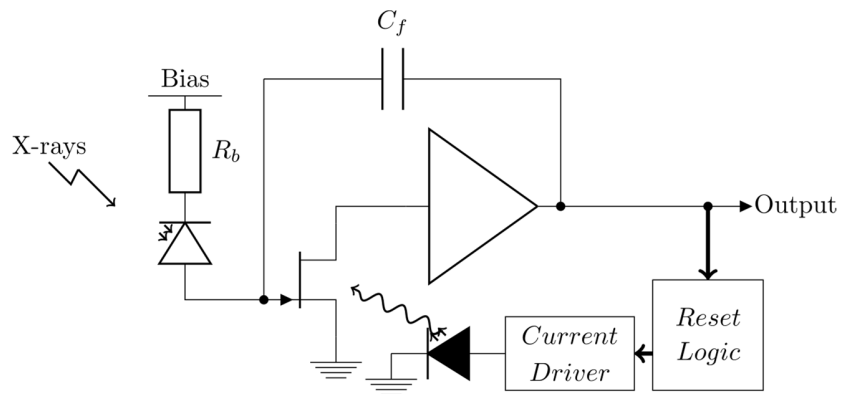 C_f
Bias
X-rays
R_b
Output
Reset
Logic
Current
Driver